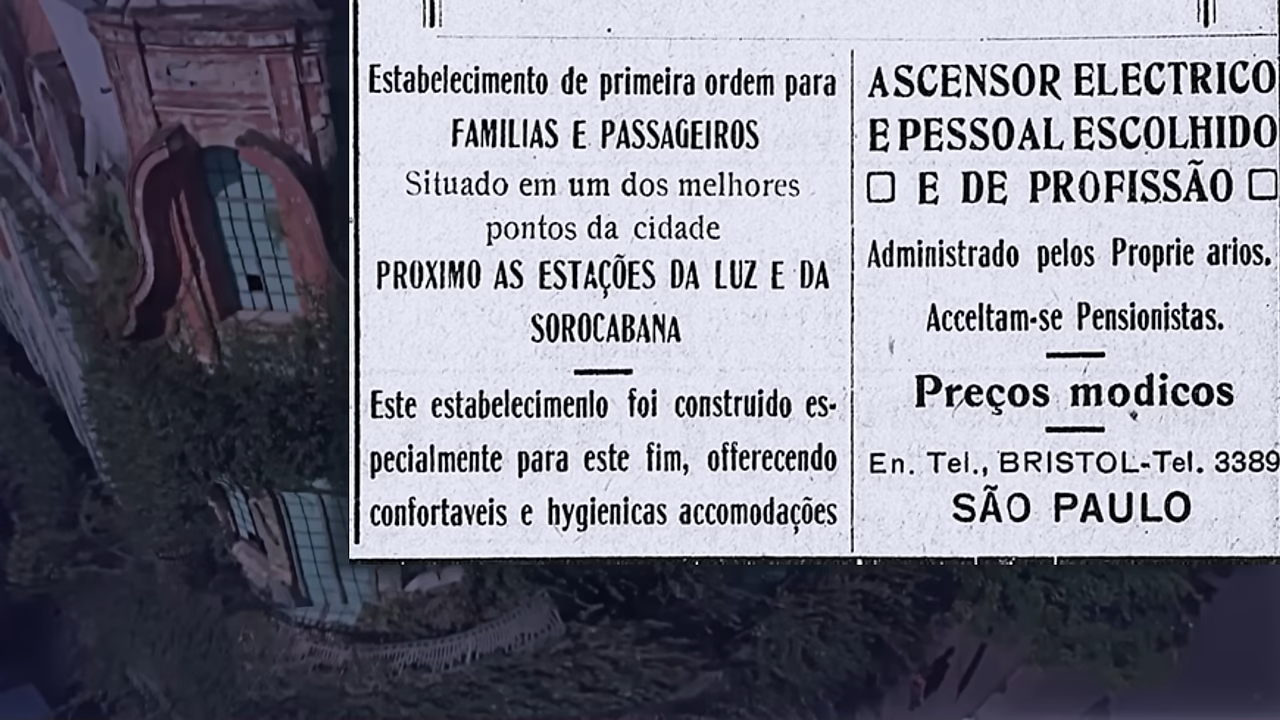 Estabelecimento de primeira ordem para
FAMILIAS E PASSAGEIROS
Situado em um dos melhores
pontos da cidade
PROXIMO AS ESTAÇÕES DA LUZ E DA
SOROCABANA
Este estabelecimenlo foi construido es-
pecialmente para este fim, offerecendo
confortaveis e hygienicas accomodações
ASCENSOR ELECTRICO
E PESSOAL ESCOLHIDO
E DE PROFISSÃO
Administrado pelos Proprie arios.
Acceltam-se Pensionistas.
Preços modicos
En. Tel., BRISTOL-Tel. 3389
SÃO PAULO